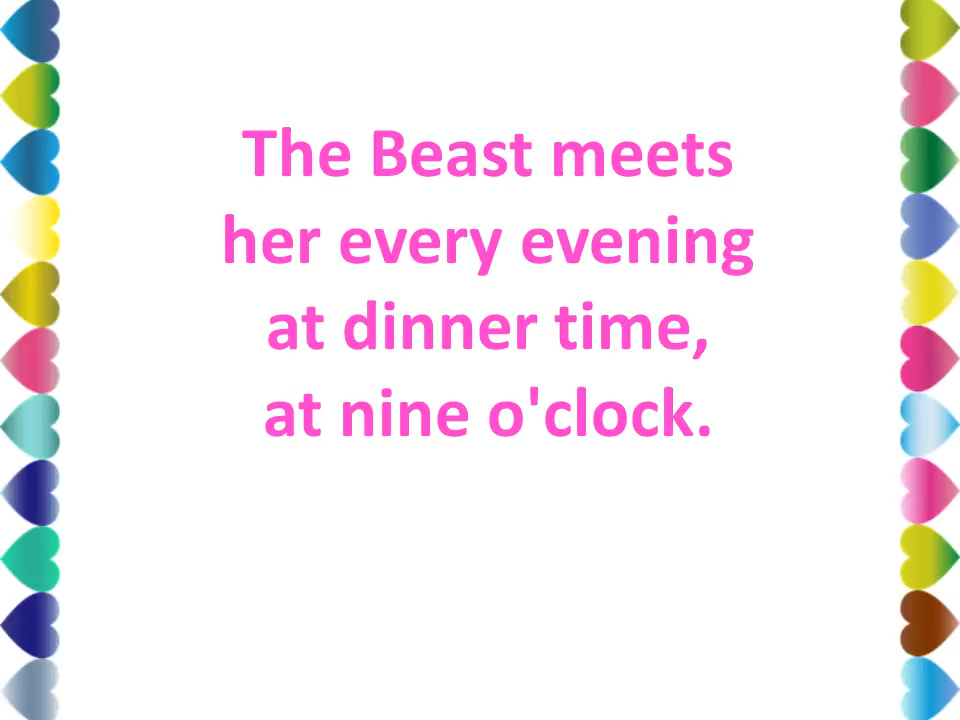 The Beast meets
her every evening
at dinner time,
at nine o'clock.